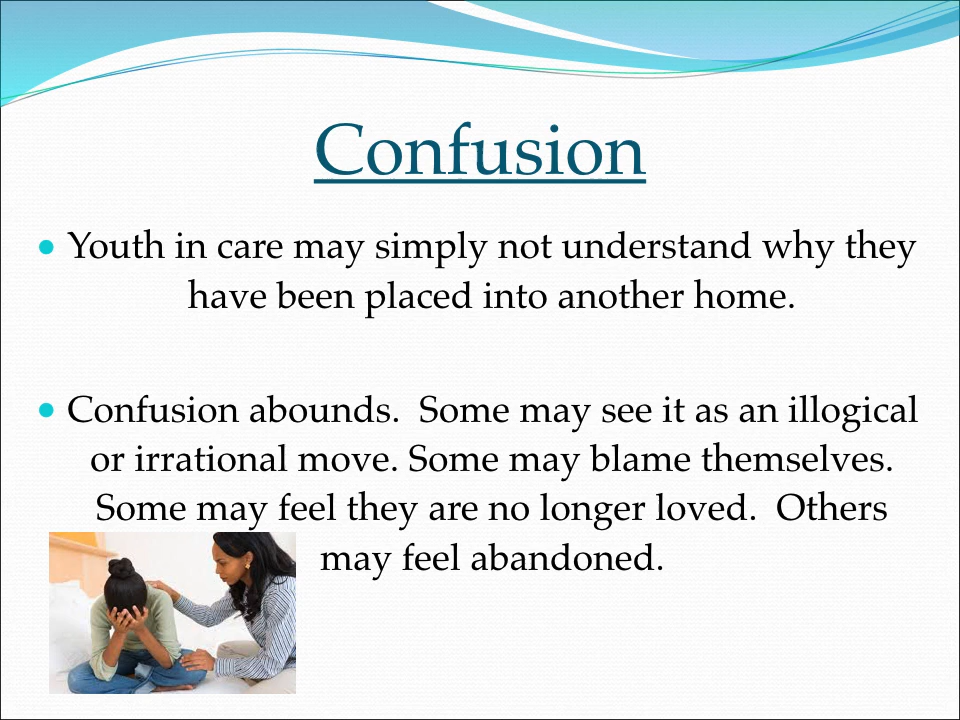 Confusion
• Youth in care may simply not understand why they
have been placed into another home.
• Confusion abounds.  Some may see it as an illogical
or irrational move. Some may blame themselves.
Some may feel they are no longer loved.  Others
may feel abandoned.